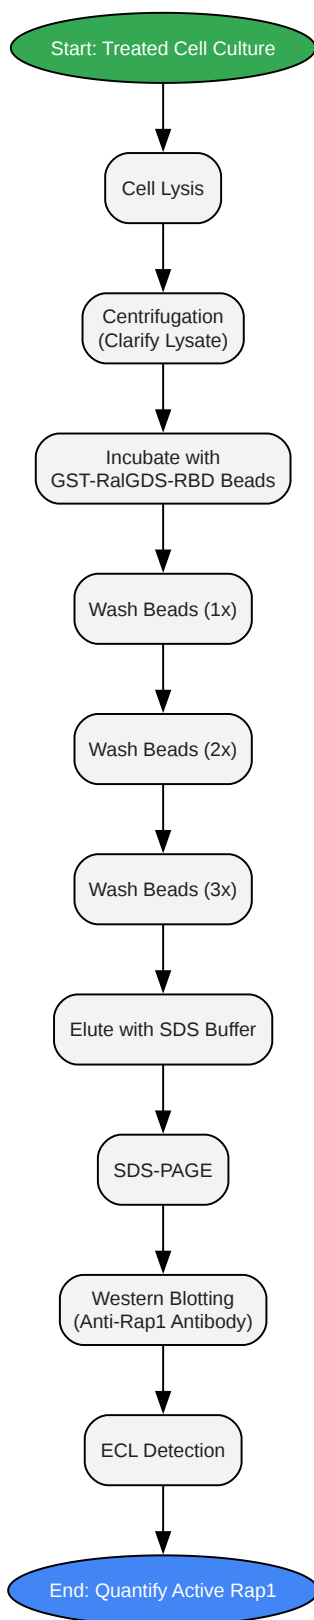 Start: Treated Cell Culture
Cell Lysis
Centrifugation
(Clarify Lysate)
Incubate with
GST-RalGDS-RBD Beads
Wash Beads (1x)
Wash Beads (2x)
Wash Beads (3x)
Elute with SDS Buffer
SDS-PAGE
Western Blotting
(Anti-Rap1 Antibody)
ECL Detection
End: Quantify Active Rap1